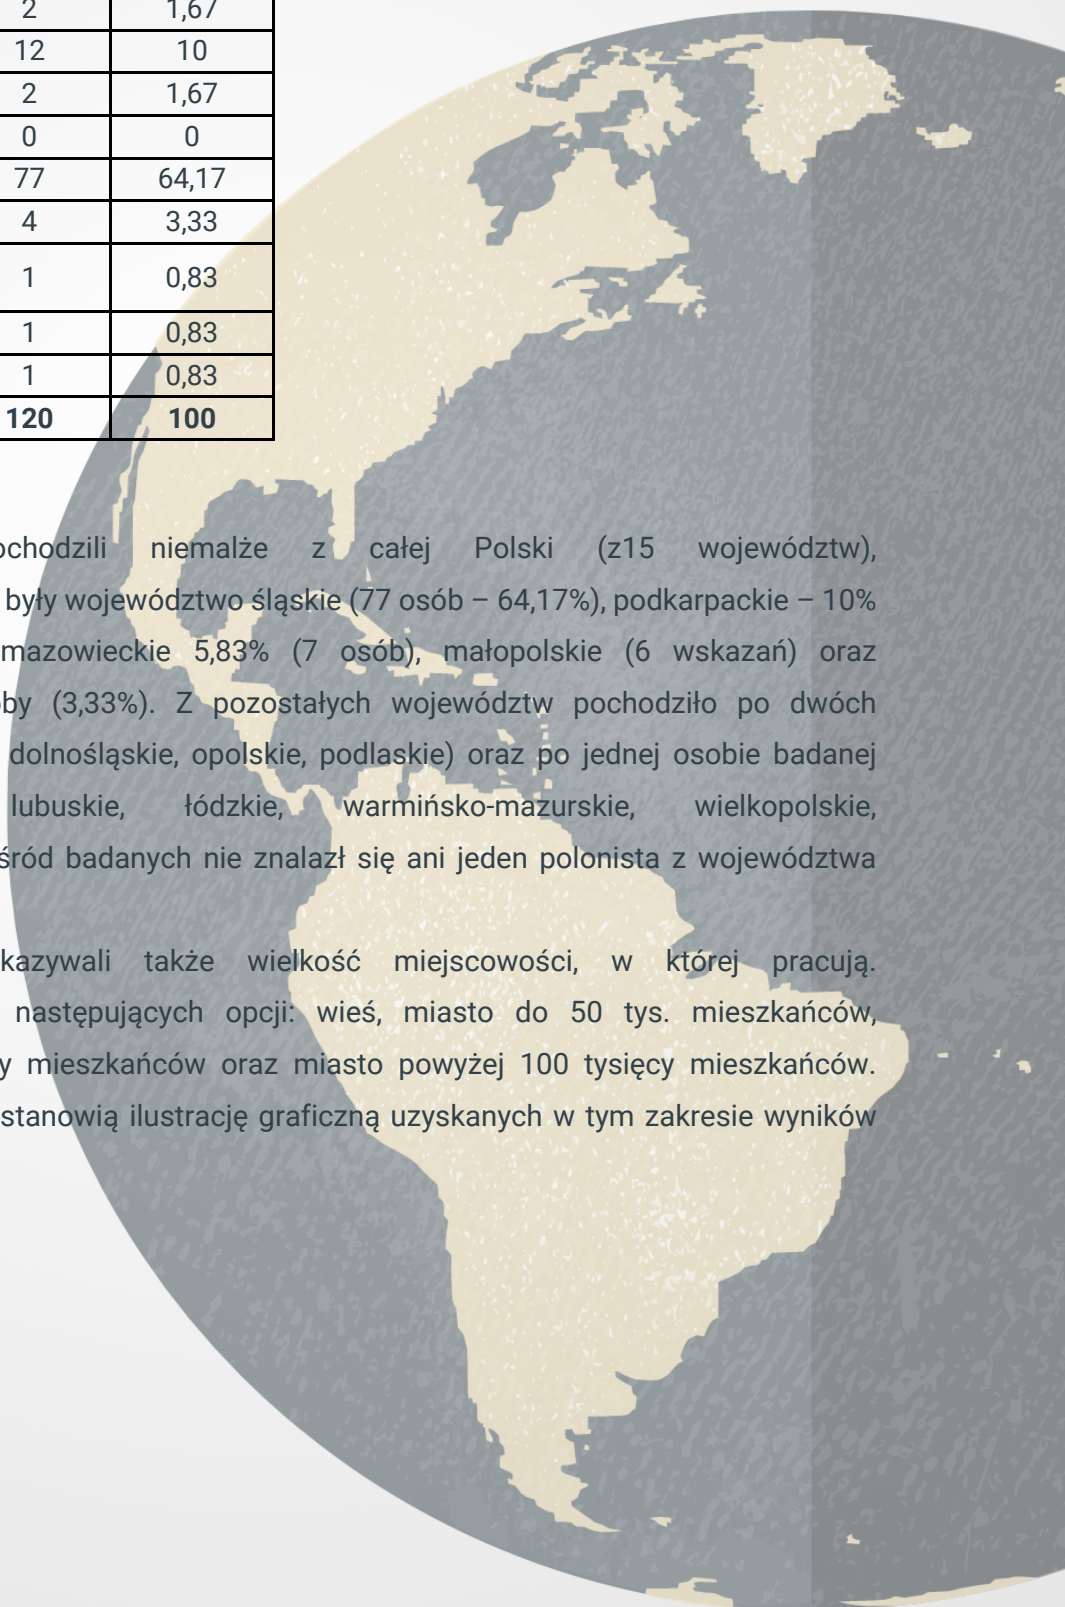 2 1,67
12 10
2 1,67
0 0
77 64,17
4 3,33
1 0,83
1 0,83
1 0,83
120 100
niemalże z całej Polski (z15 województw),
były województwo śląskie (77 osób – 64,17%), podkarpackie – 10%
mazowieckie 5,83% (7 osób), małopolskie (6 wskazań) oraz
(3,33%). Z pozostałych województw pochodziło po dwóch
dolnośląskie, opolskie, podlaskie) oraz po jednej osobie badanej
lubuskie, łódzkie, warmińsko-mazurskie, wielkopolskie,
badanych nie znalazł się ani jeden polonista z województwa
także wielkość miejscowości, w której pracują.
następujących opcji: wieś, miasto do 50 tys. mieszkańców,
mieszkańców oraz miasto powyżej 100 tysięcy mieszkańców.
stanowią ilustrację graficzną uzyskanych w tym zakresie wyników